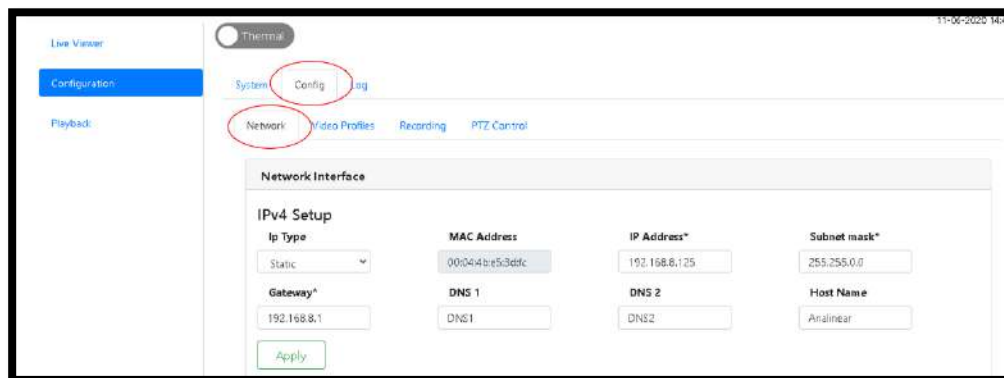 11-06-2020 14:4
Thermal
Live Viewer
Configuration
System Config Log
Playback
Network Video Profiles Recording PTZ Control
Network Interface
IPv4 Setup
Ip Type MAC Address IP Address* Subnet mask*
Static 00:04:4b:e5:3d:fc 192.168.8.125 255.255.0.0
Gateway* DNS 1 DNS 2 Host Name
192.168.8.1 DNS1 DNS2 Analinear
Apply